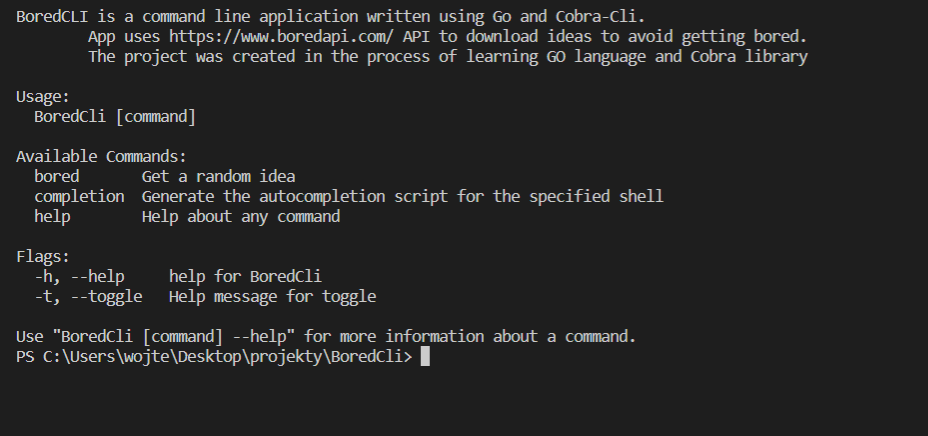 BoredCLI is a command line application written using Go and Cobra-Cli.
App uses https://www.boredapi.com/ API to download ideas to avoid getting bored.
The project was created in the process of learning GO language and Cobra library
Usage:
BoredCli [command]
Available Commands:
bored Get a random idea
completion Generate the autocompletion script for the specified shell
help Help about any command
Flags:
-h, --help help for BoredCli
-t, --toggle Help message for toggle
Use "BoredCli [command] --help" for more information about a command.
PS C:\Users\wojte\Desktop\projekty\BoredCli>